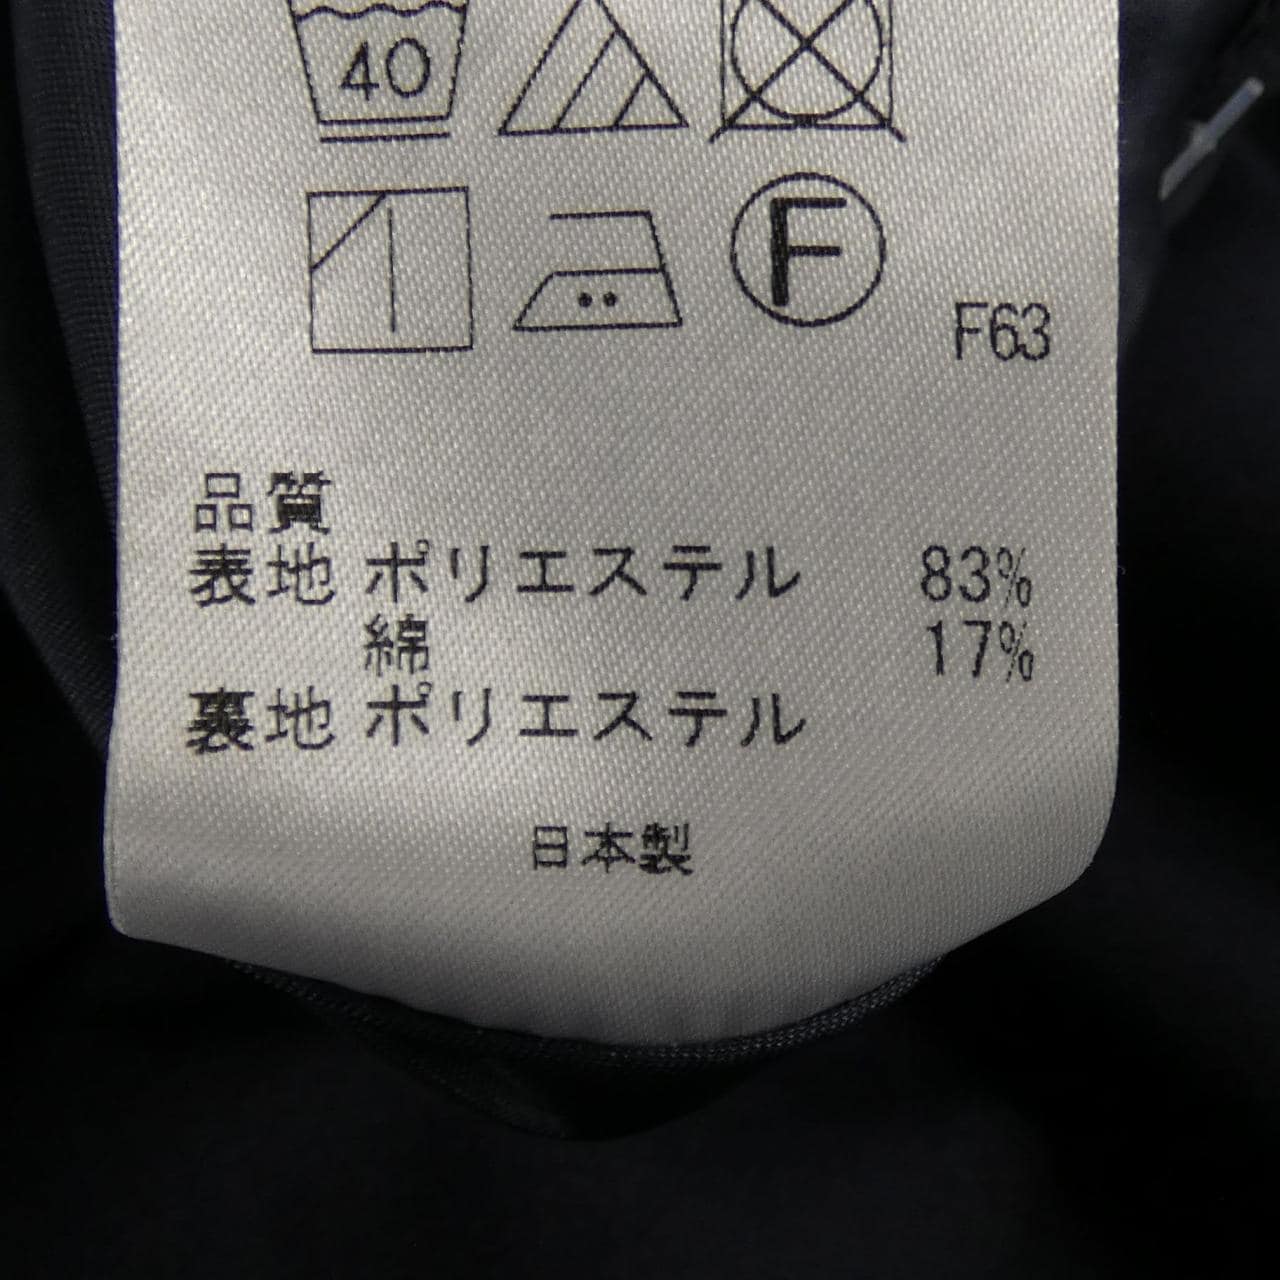 40
F
F63
品質
表地 ポリエステル 83%
綿 17%
裏地 ポリエステル
日本製